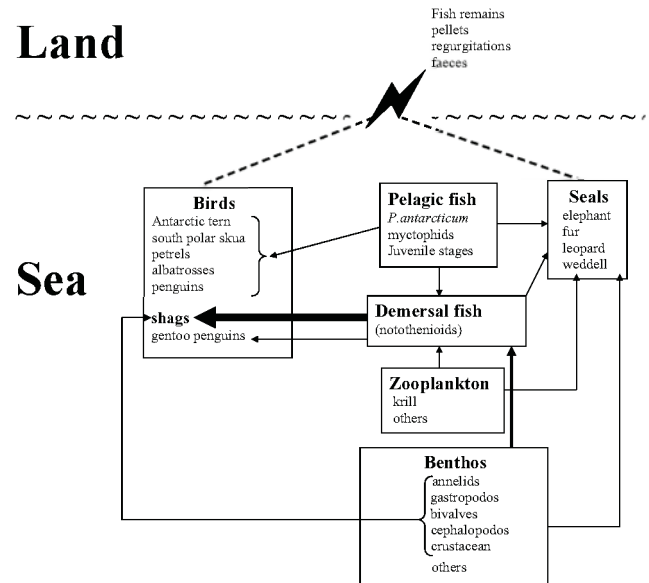 Land
Fish remains
pellets
regurgitations
faeces
Sea
Birds
Antarctic tern
south polar skua
petrels
albatrosses
penguins
shags
gentoo penguins
Pelagic fish
P.antarcticum
myctophids
Juvenile stages
Seals
elephant
fur
leopard
weddell
Demersal fish
(notothenioids)
Zooplankton
krill
others
Benthos
annelids
gastropodos
bivalves
cephalopodos
crustacean
others